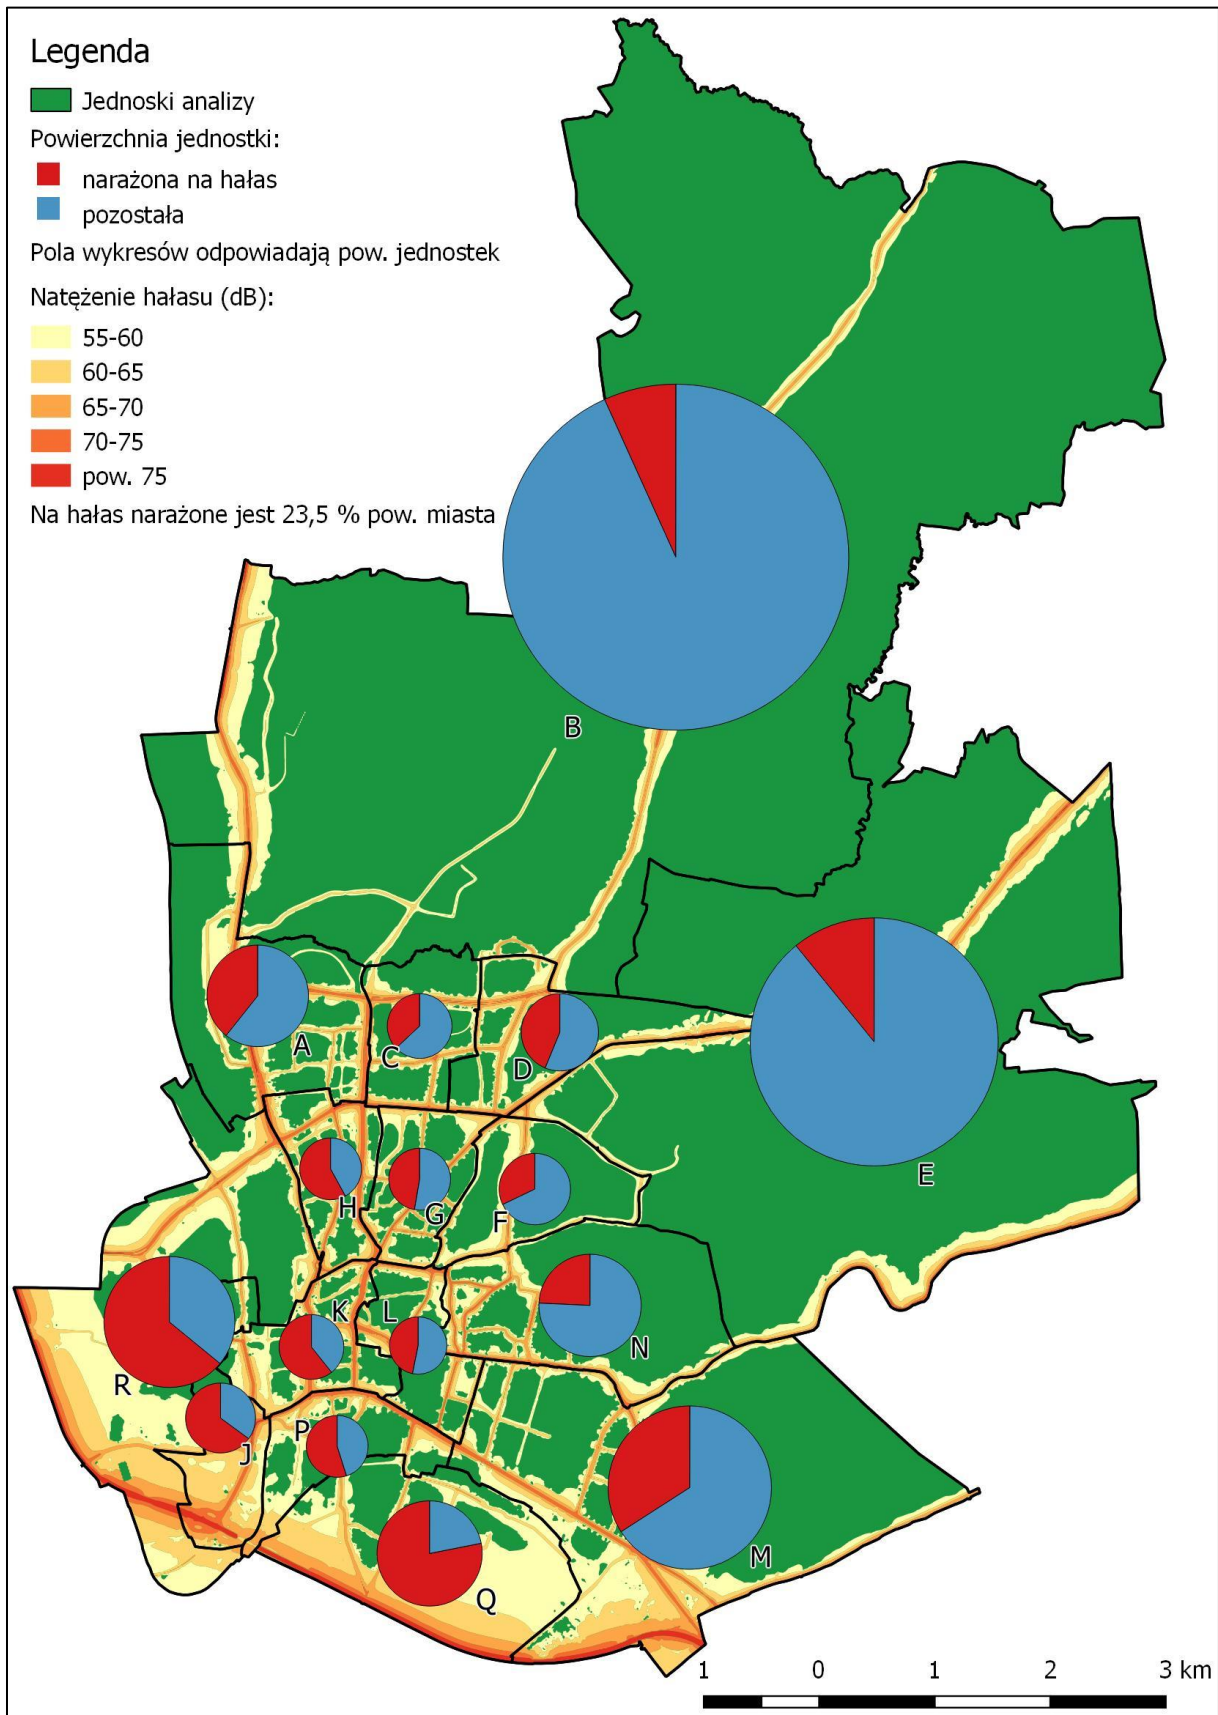 Legenda
Jednoski analizy
Powierzchnia jednostki:
narażona na hałas
pozostała
Pola wykresów odpowiadają pow. jednostek
Natężenie hałasu (dB):
55-60
60-65
65-70
70-75
pow. 75
Na hałas narażone jest 23,5 % pow. miasta
B
A
C
D
E
H
G
F
K
L
N
R
J
P
M
Q
1 0 1 2 3 km